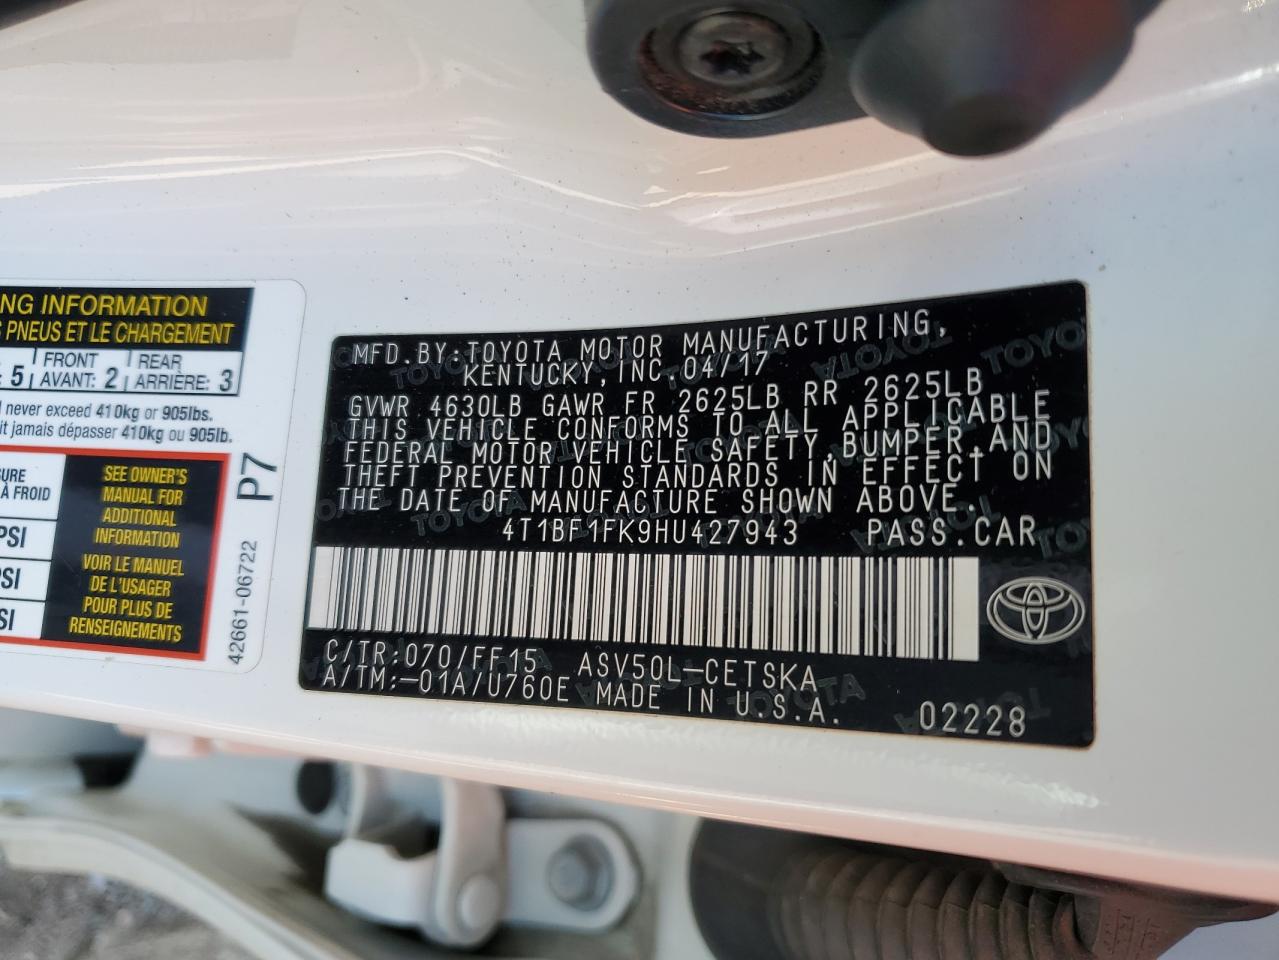 NG INFORMATION
S PNEUS ET LE CHARGEMENT
5 FRONT REAR
AVANT: 2 ARRIÈRE: 3
never exceed 410kg or 905lbs.
it jamais dépasser 410kg ou 905lb.
URE
À FROID
PSI
PSI
SI
SEE OWNER'S
MANUAL FOR
ADDITIONAL
INFORMATION
VOIR LE MANUEL
DE L'USAGER
POUR PLUS DE
RENSEIGNEMENTS
P7
42661-06722
MFD.BY:TOYOTA MOTOR MANUFACTURING,
KENTUCKY,INC.04/17
GVWR 4630LB GAWR FR 2625LB RR 2625LB
THIS VEHICLE CONFORMS TO ALL APPLICABLE
FEDERAL MOTOR VEHICLE SAFETY,BUMPER,AND
THEFT PREVENTION STANDARDS IN EFFECT ON
THE DATE OF MANUFACTURE SHOWN ABOVE.
4T1BF1FK9HU427943 PASS.CAR
C/TR:070/FF15 ASV50L-CETSKA
A/TM:-01A/U760E MADE IN U.S.A. 02228